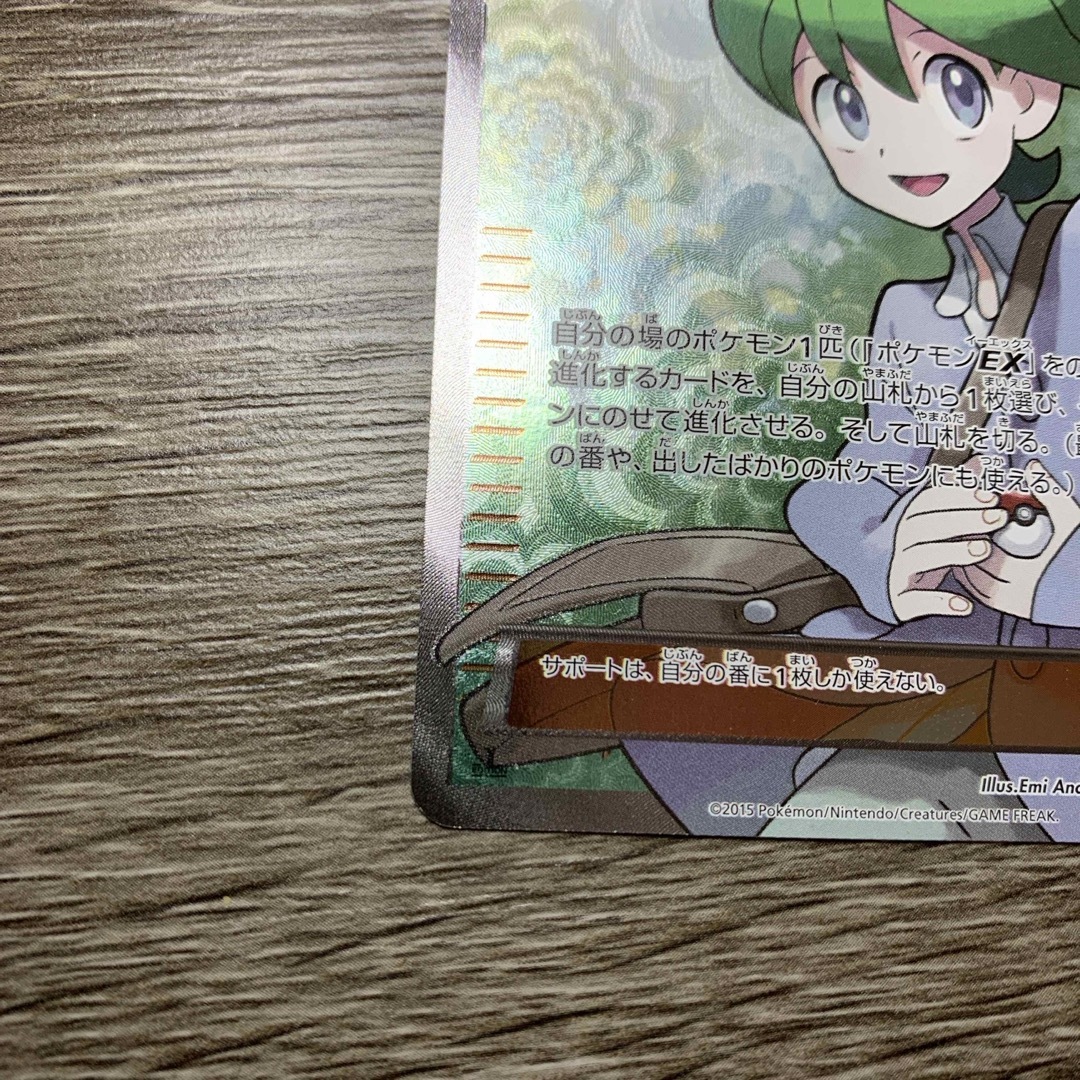 自分の場のポケモン1匹(「ポケモンEX」をの
進化するカードを、自分の山札から1枚選び、
ンにのせて進化させる。そして山札を切る。(
の番や、出したばかりのポケモンにも使える。)
サポートは、自分の番に1枚しか使えない。
Illus.Emi Ano
©2015 Pokémon/Nintendo/Creatures/GAME FREAK.